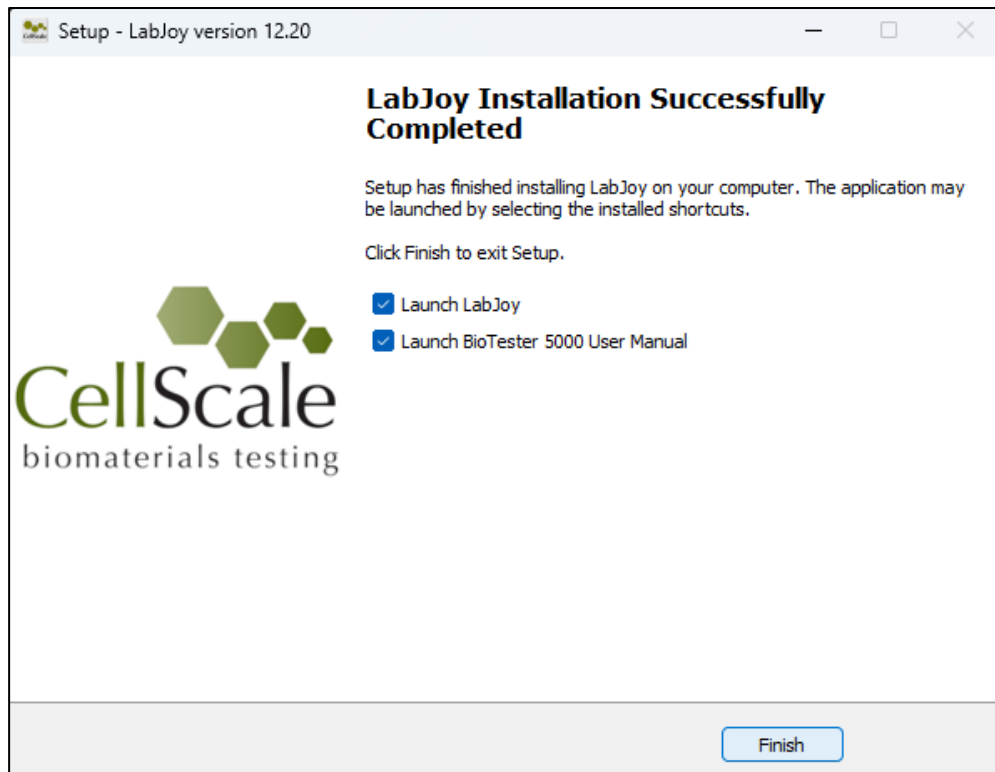 Setup - LabJoy version 12.20
LabJoy Installation Successfully
Completed
Setup has finished installing LabJoy on your computer. The application may
be launched by selecting the installed shortcuts.
Click Finish to exit Setup.
Launch LabJoy
Launch BioTester 5000 User Manual
CellScale
biomaterials testing
Finish